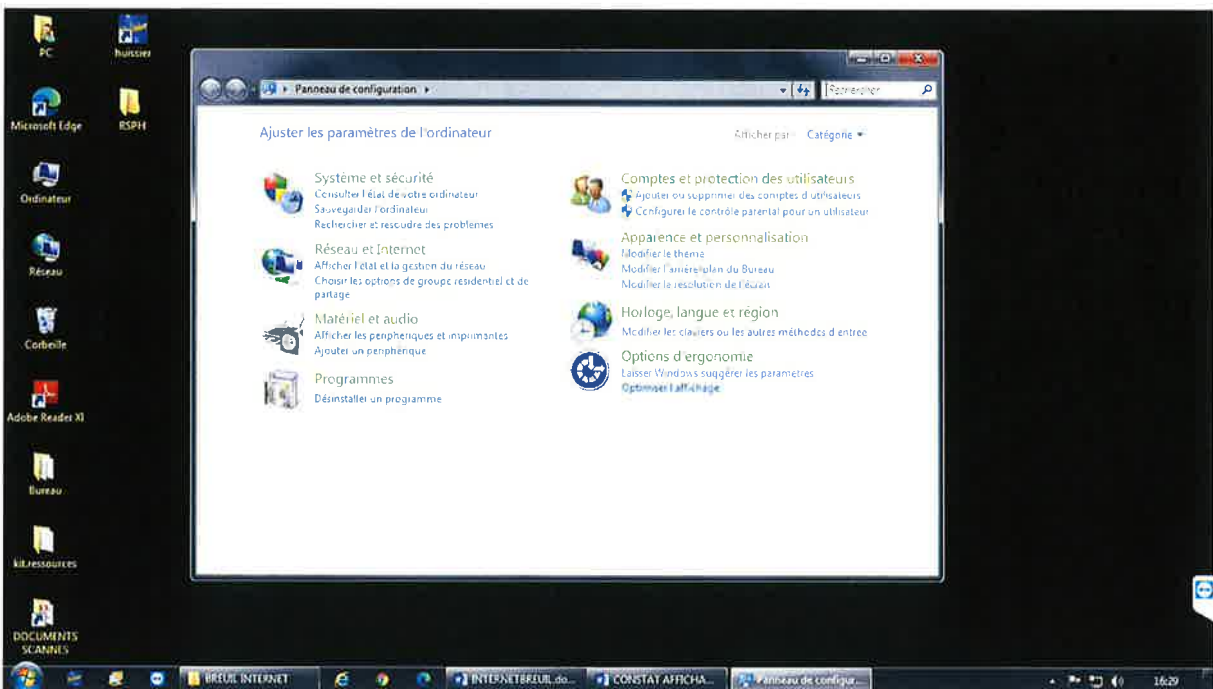 PC
huissier
Microsoft Edge
RSPH
Ordinateur
Réseau
Corbeille
Adobe Reader XI
Bureau
kit.ressources
DOCUMENTS
SCANNES
Panneau de configuration
Rechercher
Ajuster les paramètres de l'ordinateur
Afficher par : Catégorie
Système et sécurité
Consulter l'état de votre ordinateur
Sauvegarder l'ordinateur
Rechercher et résoudre des problèmes
Réseau et Internet
Afficher l'état et la gestion du réseau
Choisir les options de groupe résidentiel et de
partage
Matériel et audio
Afficher les périphériques et imprimantes
Ajouter un périphérique
Programmes
Désinstaller un programme
Comptes et protection des utilisateurs
Ajouter ou supprimer des comptes d'utilisateurs
Configurer le contrôle parental pour un utilisateur
Apparence et personnalisation
Modifier le thème
Modifier l'arrière-plan du Bureau
Modifier la résolution de l'écran
Horloge, langue et région
Modifier les claviers ou les autres méthodes d'entrée
Options d'ergonomie
Laisser Windows suggérer les paramètres
Optimiser l'affichage
BREUIL INTERNET
INTERNETBREUIL.do...
CONSTAT AFFICHA...
Panneau de configur...
16:29